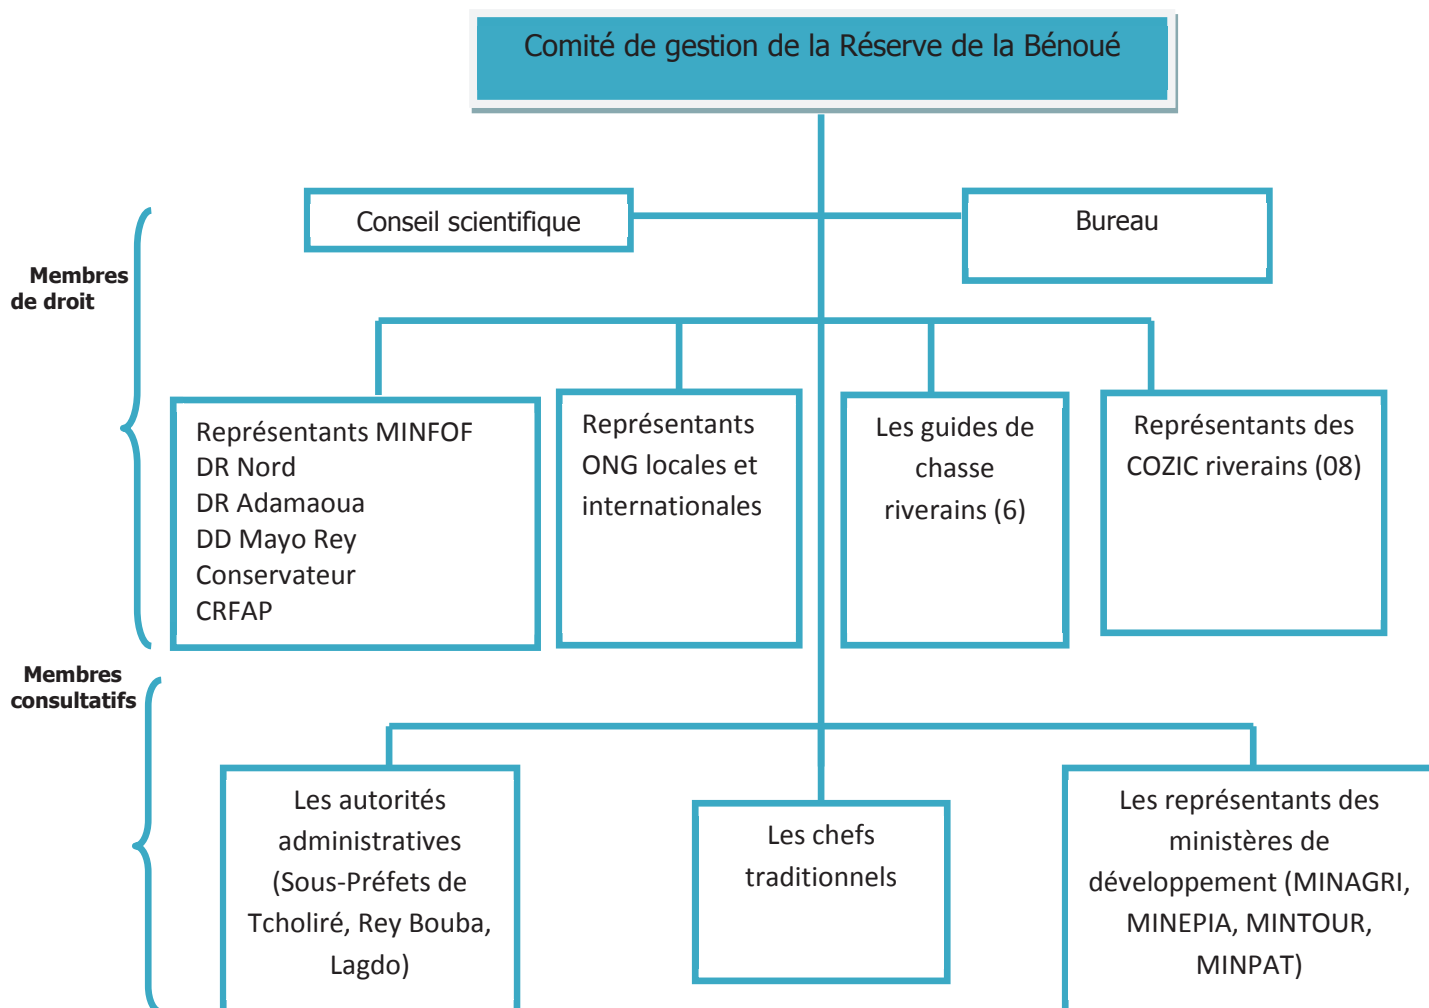 Comité de gestion de la Réserve de la Bénoué
Conseil scientifique
Bureau
Membres
de droit
Représentants MINFOF
DR Nord
DR Adamaoua
DD Mayo Rey
Conservateur
CRFAP
Représentants
ONG locales et
internationales
Les guides de
chasse
riverains (6)
Représentants des
COZIC riverains (08)
Membres
consultatifs
Les autorités
administratives
(Sous-Préfets de
Tcholiré, Rey Bouba,
Lagdo)
Les chefs
traditionnels
Les représentants des
ministères de
développement (MINAGRI,
MINEPIA, MINTOUR,
MINPAT)